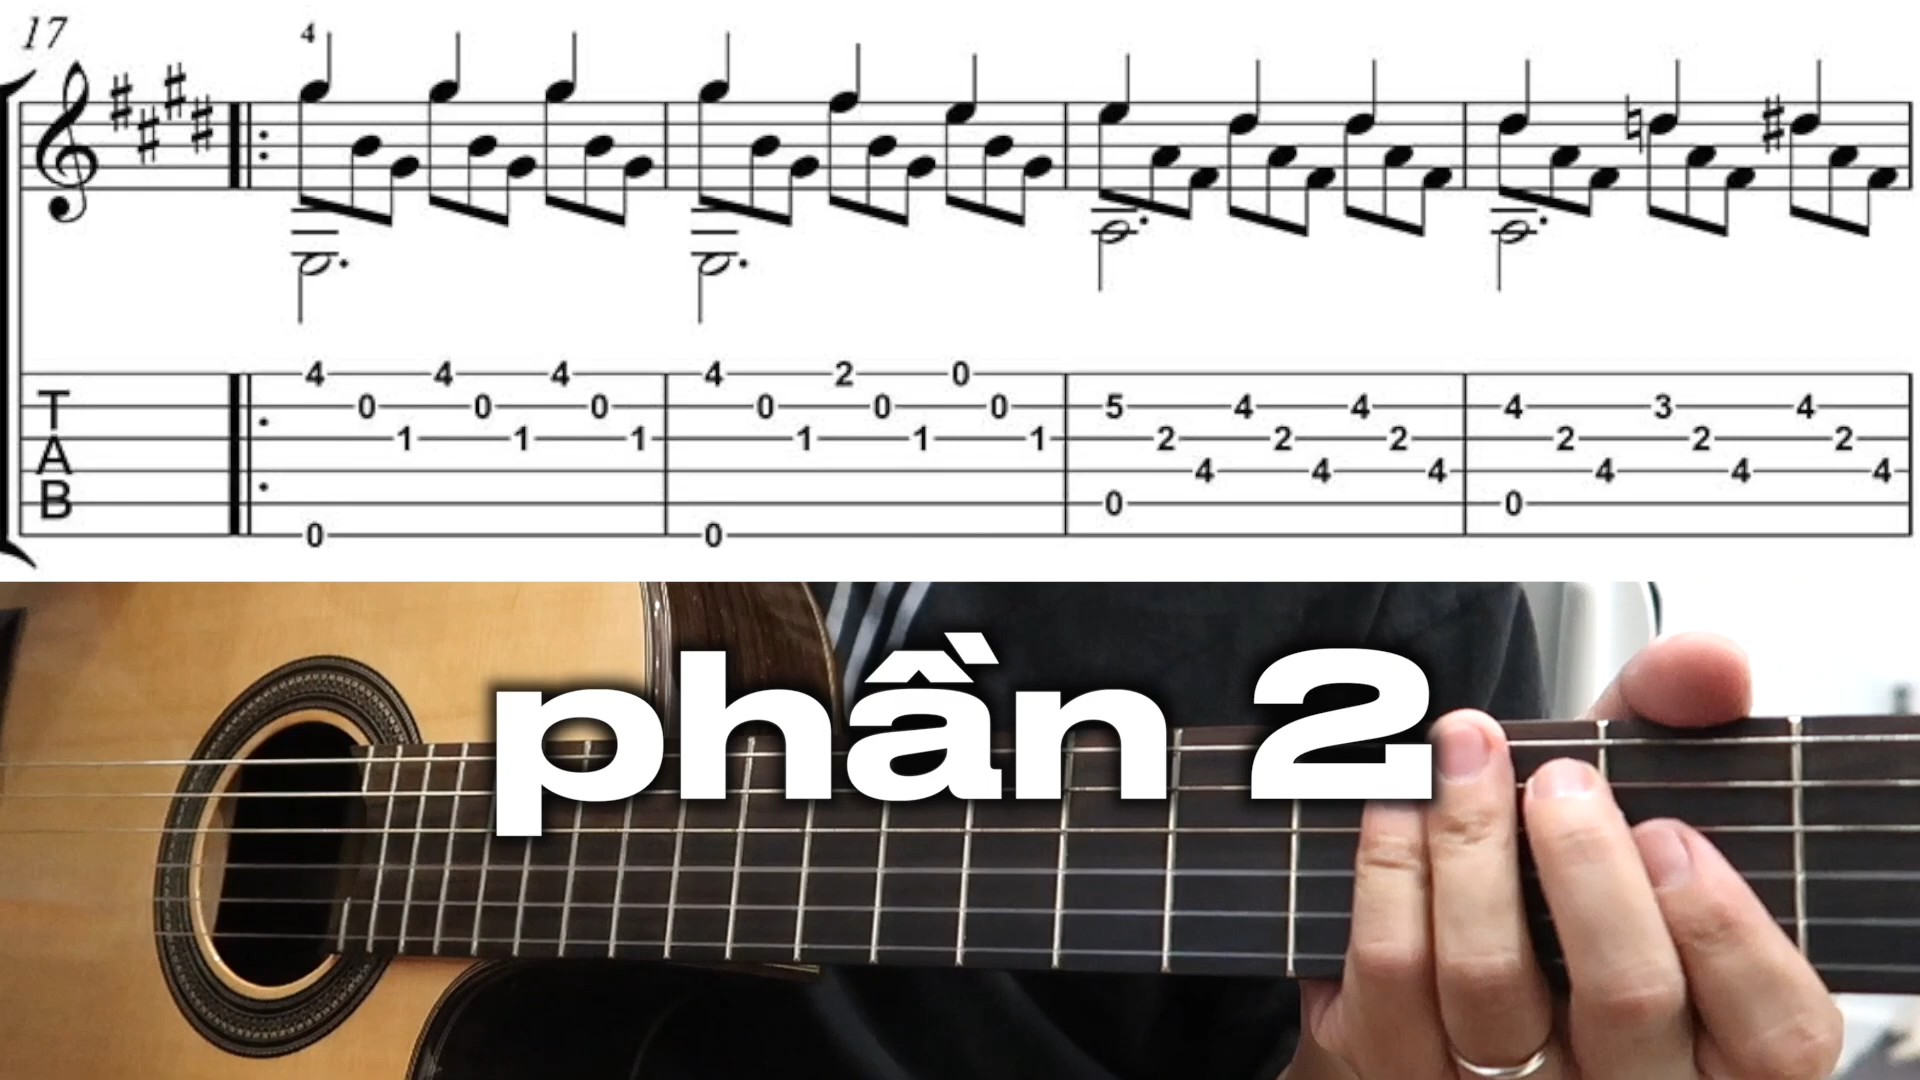 17
4
4 4 4 4 2 0
T 0 0 0 0 0 0 5 4 4 4 3 4
A 1 1 1 1 1 1 2 2 2 2 2 2
4 4 4 4 4 4
B 0 0
0 0
phần 2